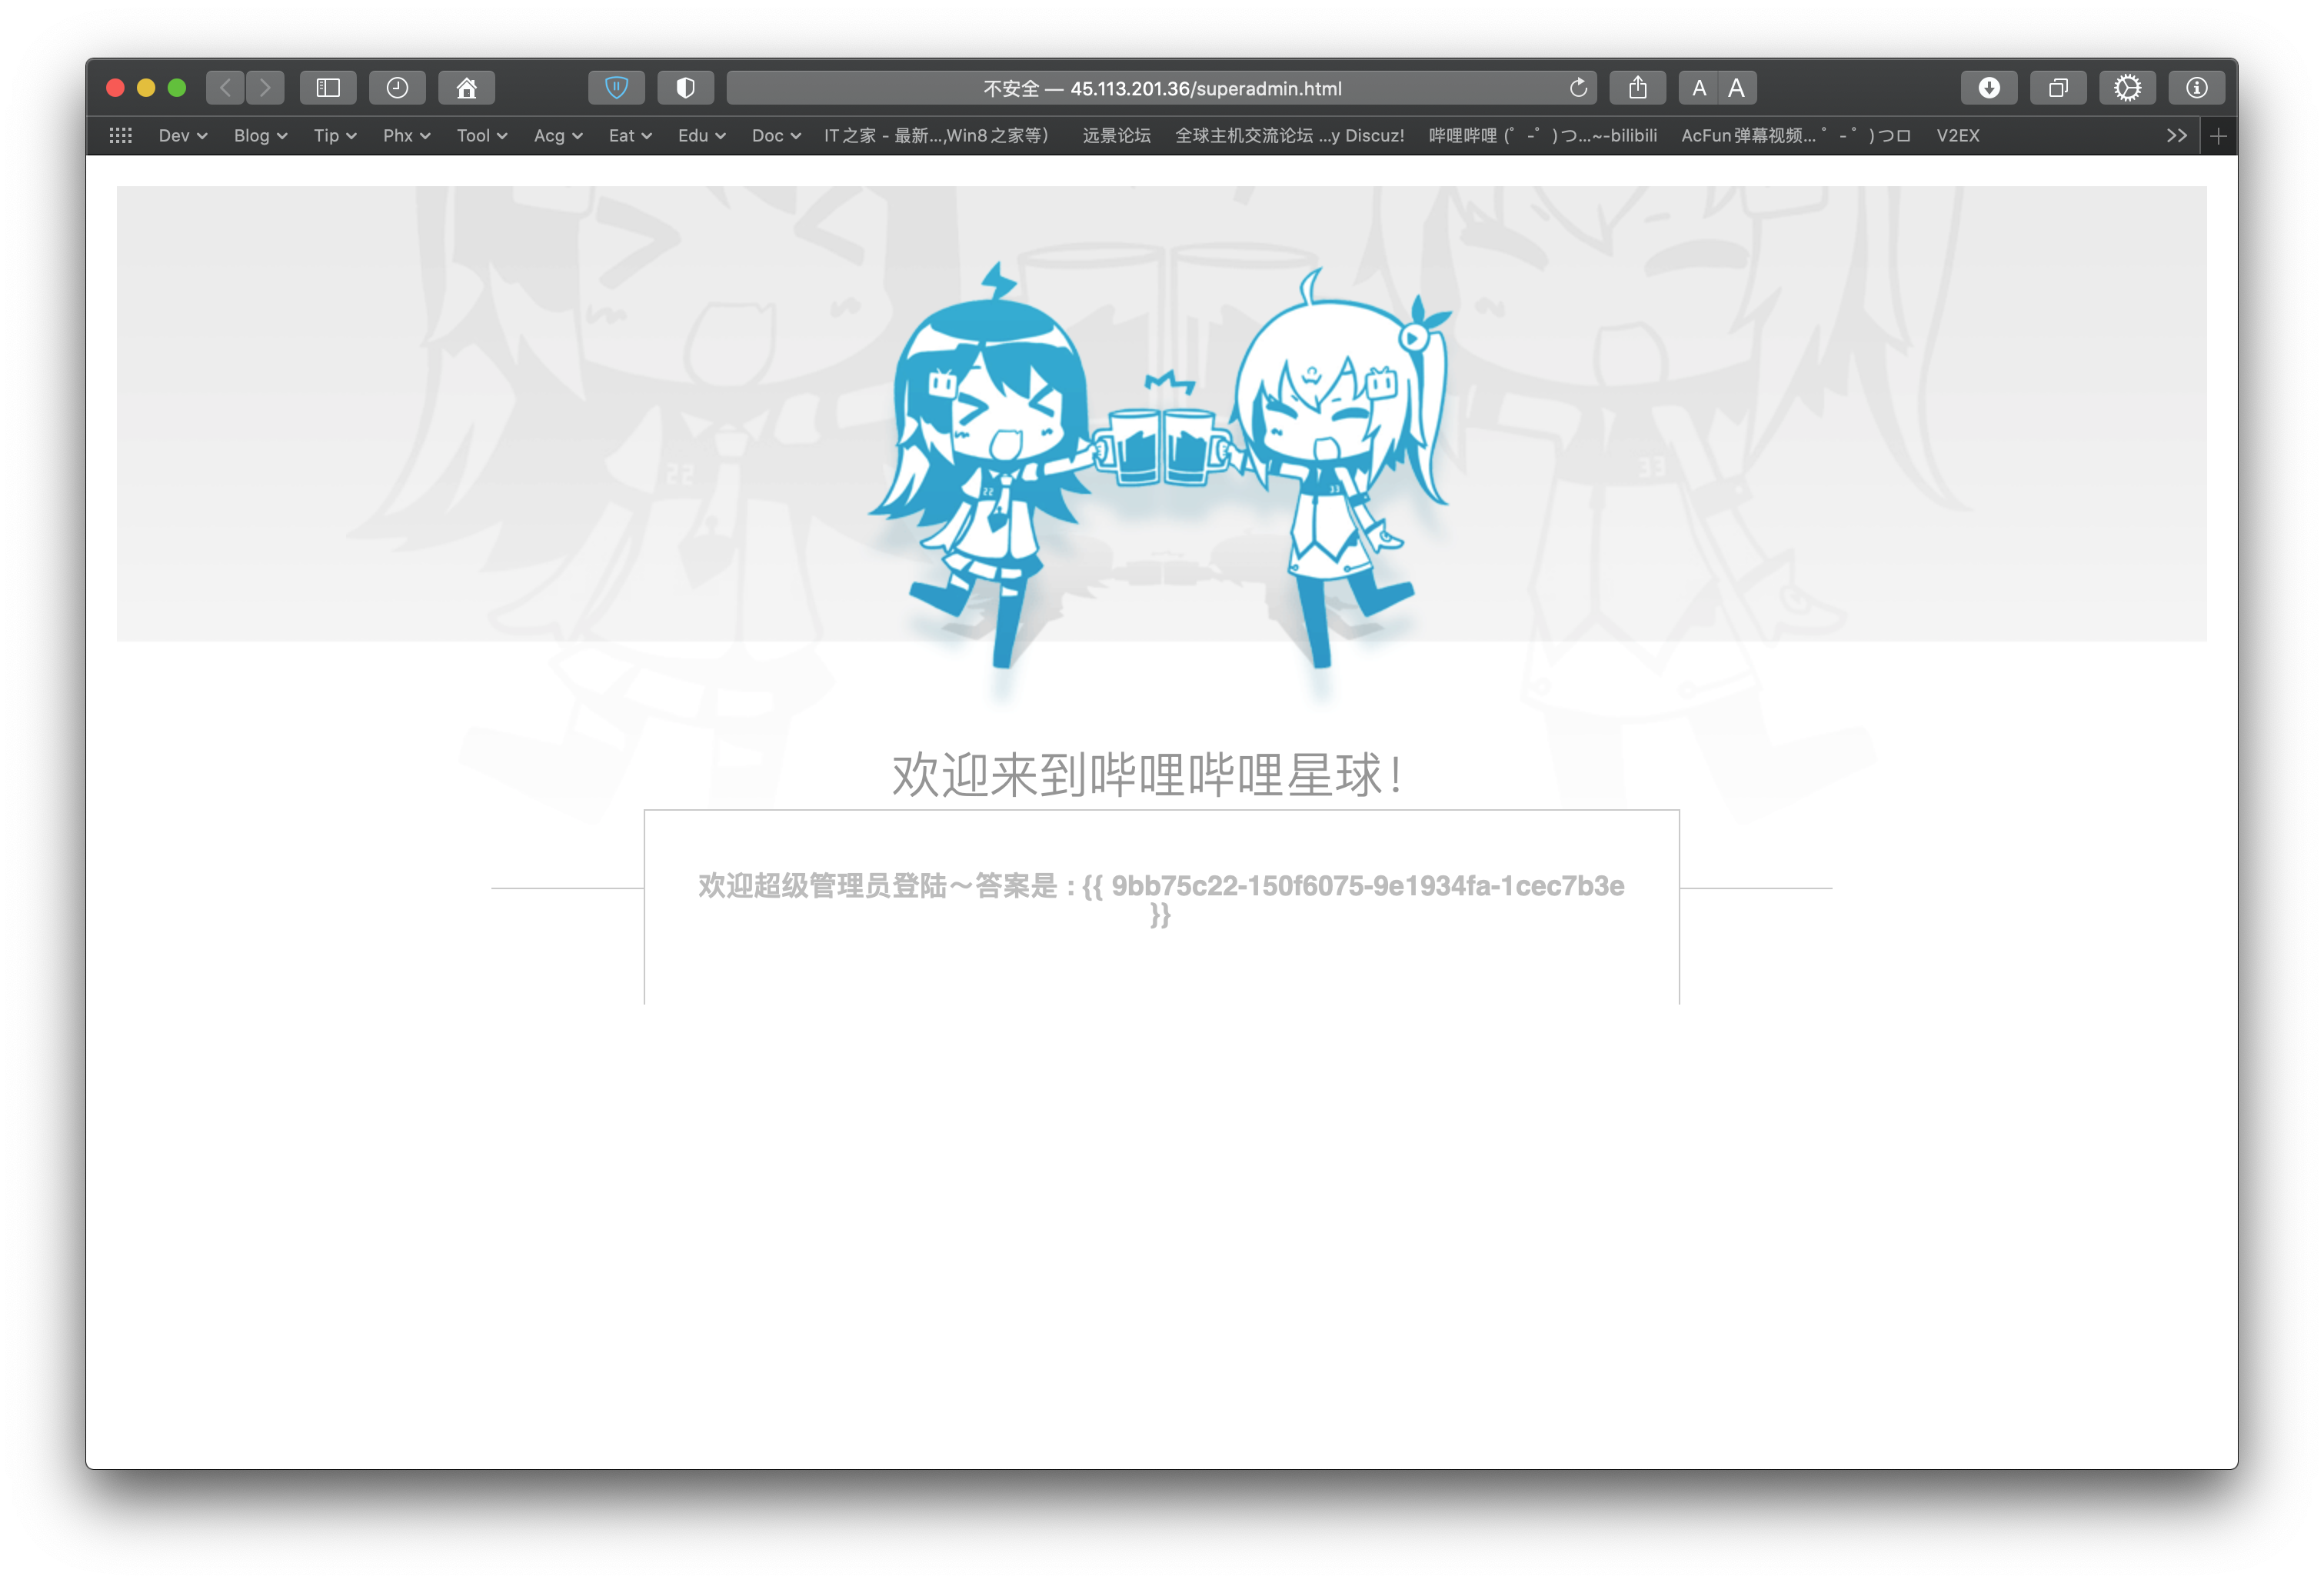 不安全 — 45.113.201.36/superadmin.html
A A
Dev Blog Tip Phx Tool Acg Eat Edu Doc IT之家 - 最新...,Win8之家等） 远景论坛 全球主机交流论坛 ...y Discuz! 哔哩哔哩 (゜-゜)つ...~-bilibili AcFun弹幕视频...゜- ゜)つロ V2EX
22 33
22 33
欢迎来到哔哩哔哩星球！
欢迎超级管理员登陆～答案是 : {{ 9bb75c22-150f6075-9e1934fa-1cec7b3e
}}